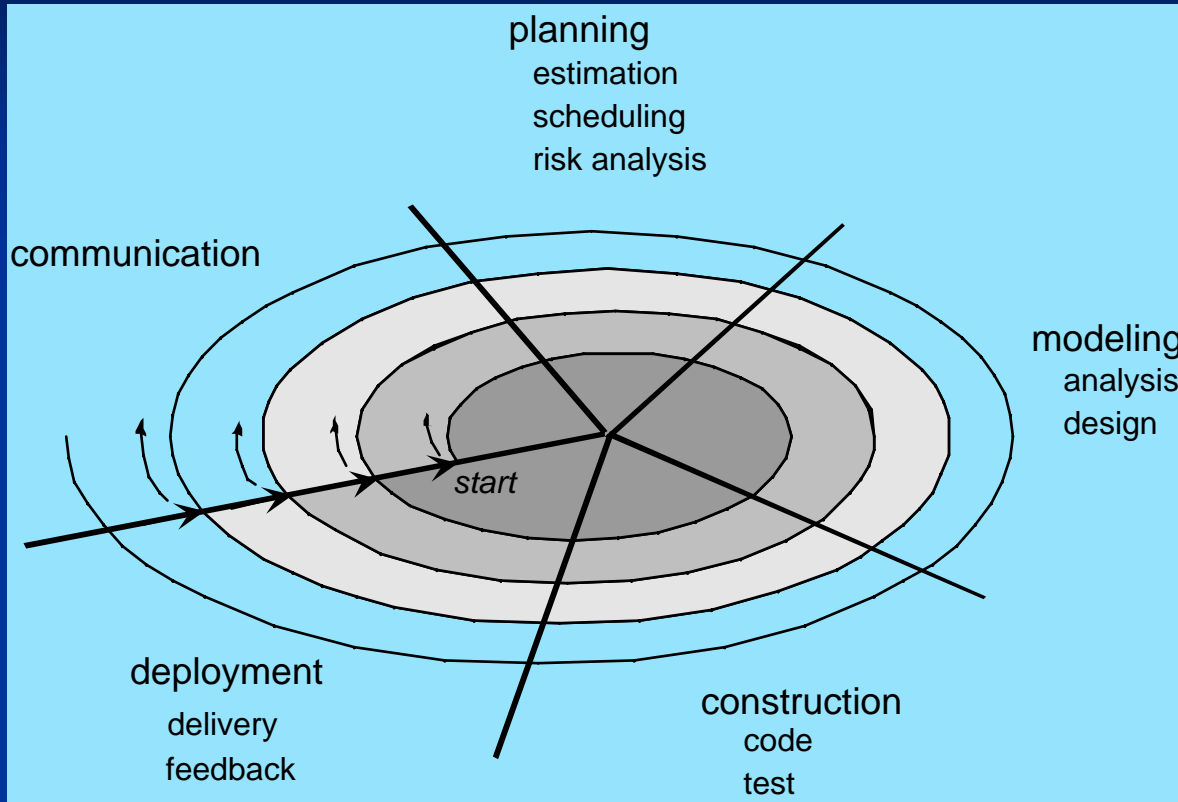 planning
estimation
scheduling
risk analysis
communication
modeling
analysis
design
start
deployment
delivery
feedback
construction
code
test